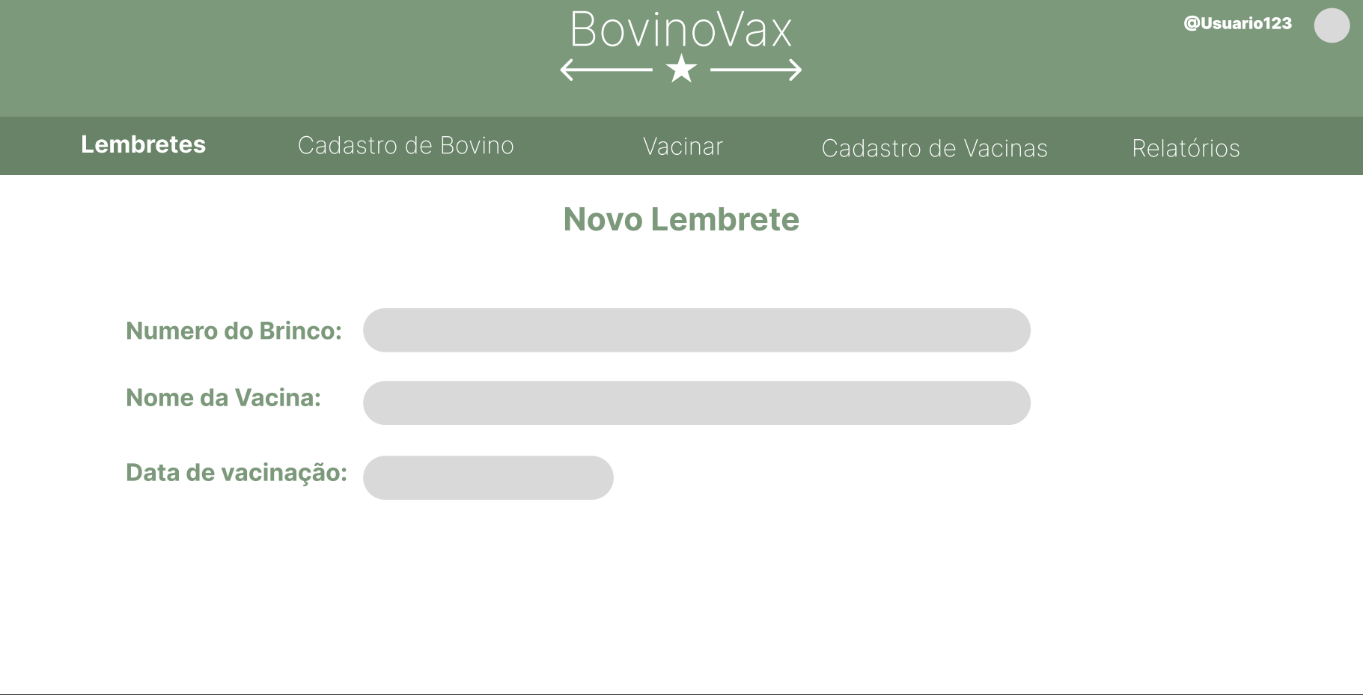 BovinoVax
@Usuario123
Lembretes
Cadastro de Bovino
Vacinar
Cadastro de Vacinas
Relatórios
Novo Lembrete
Numero do Brinco:
Nome da Vacina:
Data de vacinação: